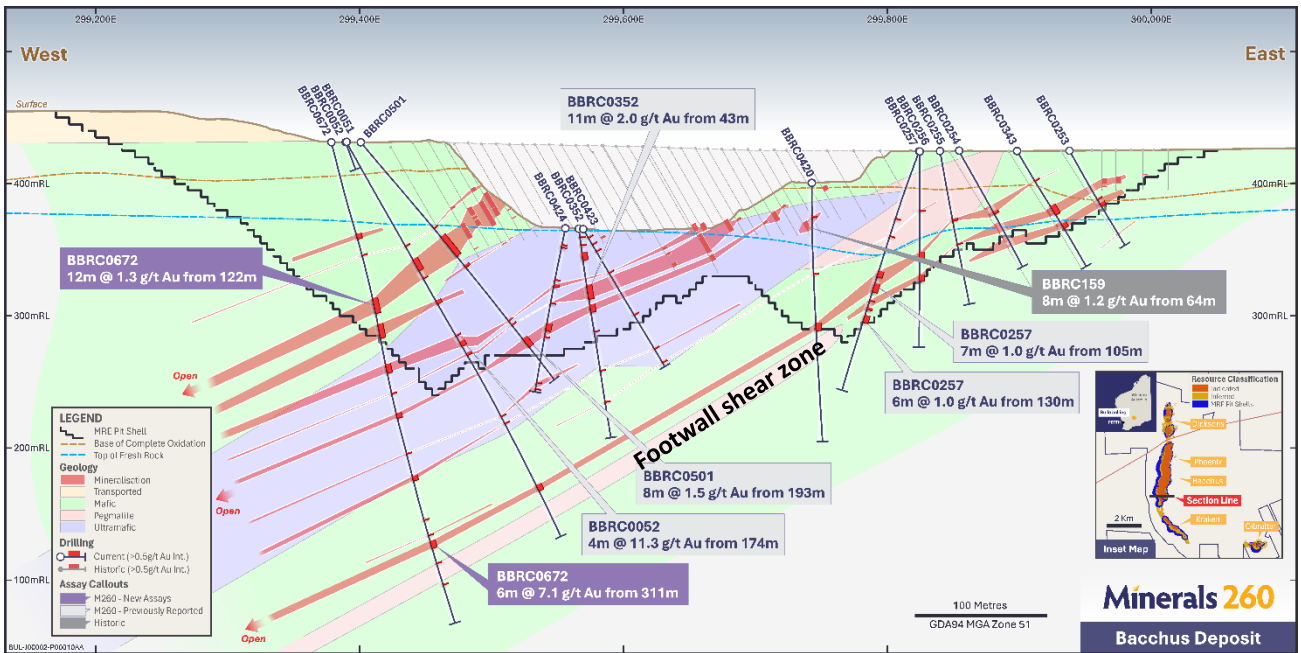 299,200E
299,400E
299,600E
299,800E
300,000E
West
East
Surface
BBRC0672
BBRC0052
BBRC0051
BBRC0501
BBRC0352
11m @ 2.0 g/t Au from 43m
BBRC0424
BBRC0352
BBRC0423
BBRC0420
BBRC0257
BBRC0256
BBRC0255
BBRC0254
BBRC0343
BBRC0253
400mRL
400mRL
BBRC0672
12m @ 1.3 g/t Au from 122m
BBRC159
8m @ 1.2 g/t Au from 64m
300mRL
300mRL
BBRC0257
7m @ 1.0 g/t Au from 105m
BBRC0257
6m @ 1.0 g/t Au from 130m
Open
Open
Open
Footwall shear zone
200mRL
BBRC0501
8m @ 1.5 g/t Au from 193m
BBRC0052
4m @ 11.3 g/t Au from 174m
BBRC0672
6m @ 7.1 g/t Au from 311m
100mRL
LEGEND
MRE Pit Shell
Base of Complete Oxidation
Top of Fresh Rock
Geology
Mineralisation
Transported
Mafic
Pegmatite
Ultramafic
Drilling
Current (>0.5g/t Au Int.)
Historic (>0.5g/t Au Int.)
Assay Callouts
M260 - New Assays
M260 - Previously Reported
Historic
100 Metres
GDA94 MGA Zone 51
Resource Classification
Indicated
Inferred
MRE Pit Shells
PERTH
Phoenix
Bacchus
Section Line
Kraken
Gibraltar
2 Km
Inset Map
Minerals 260
Bacchus Deposit